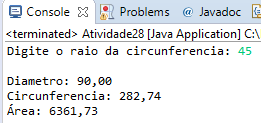 Console Problems @ Javadoc
<terminated> Atividade28 [Java Application] C:\
Digite o raio da circunferencia: 45
Diametro: 90,00
Circunferencia: 282,74
Área: 6361,73